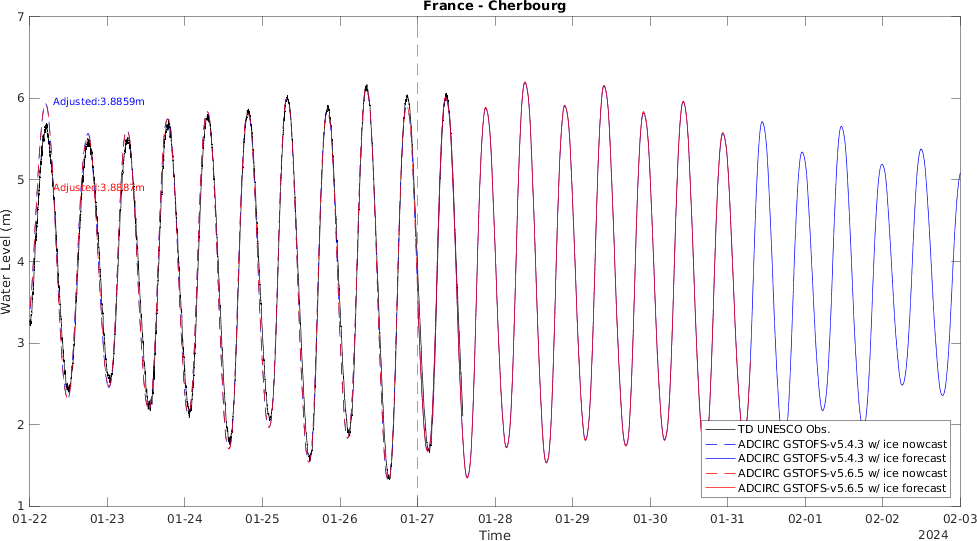 France - Cherbourg
7
6
5
4
3
2
1
Water Level (m)
Adjusted:3.8859m
Adjusted:3.8887m
TD UNESCO Obs.
ADCIRC GSTOFS-v5.4.3 w/ ice nowcast
ADCIRC GSTOFS-v5.4.3 w/ ice forecast
ADCIRC GSTOFS-v5.6.5 w/ ice nowcast
ADCIRC GSTOFS-v5.6.5 w/ ice forecast
01-22 01-23 01-24 01-25 01-26 01-27 01-28 01-29 01-30 01-31 02-01 02-02 02-03
Time
2024